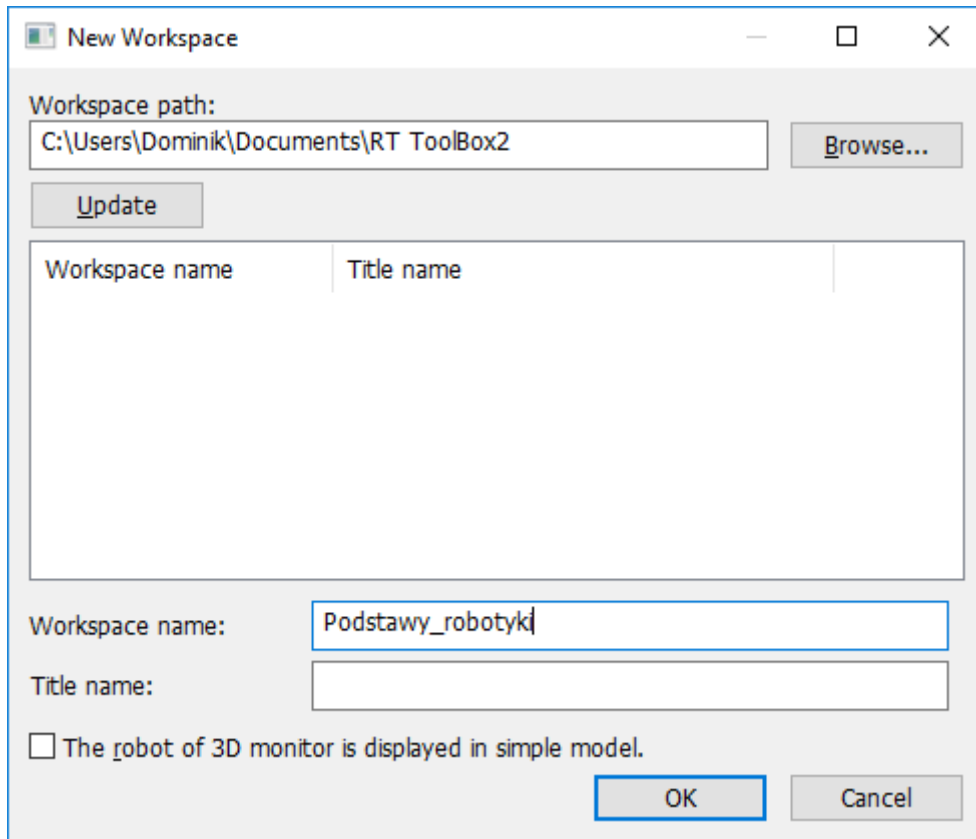 New Workspace
Workspace path:
C:\Users\Dominik\Documents\RT ToolBox2
Browse...
Update
Workspace name Title name
Workspace name: Podstawy_robotyki
Title name:
The robot of 3D monitor is displayed in simple model.
OK Cancel